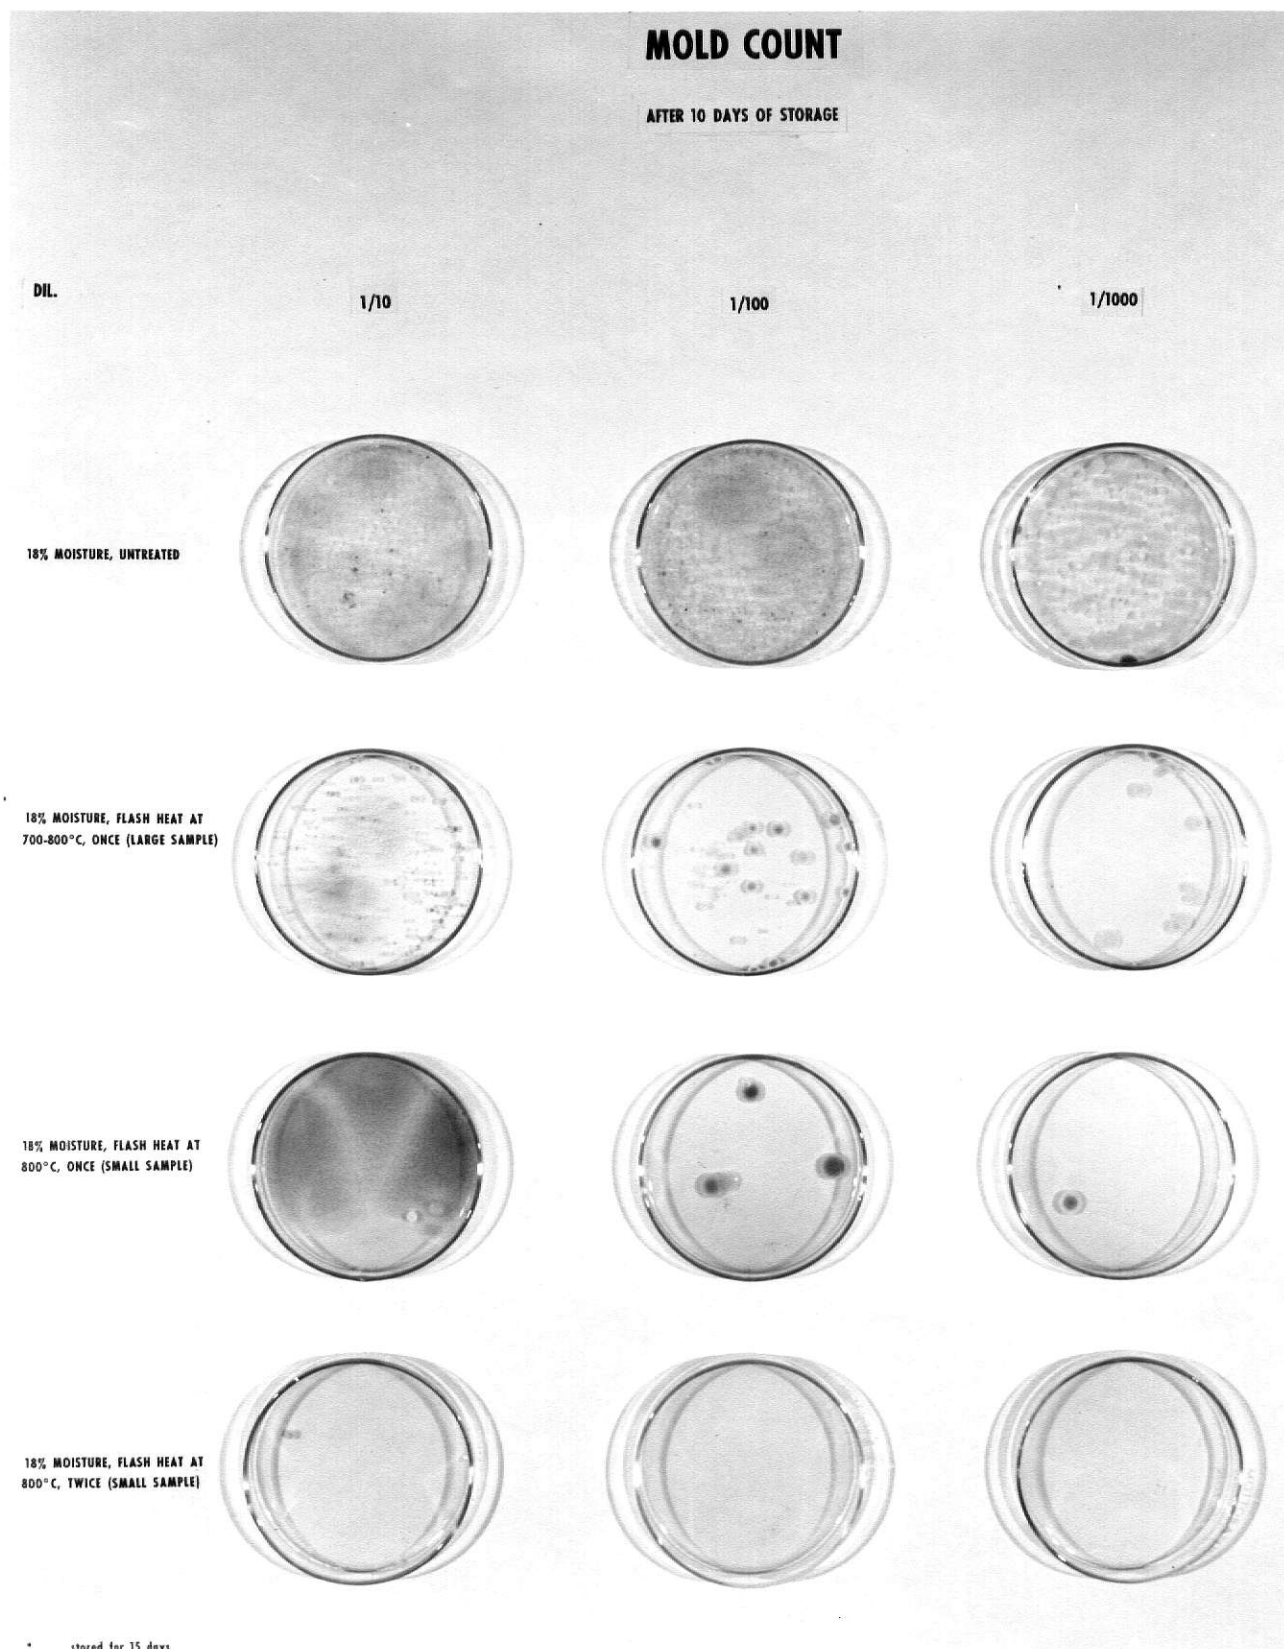 MOLD COUNT
AFTER 10 DAYS OF STORAGE
DIL.
1/10
1/100
1/1000
18% MOISTURE, UNTREATED
18% MOISTURE, FLASH HEAT AT
700-800°C, ONCE (LARGE SAMPLE)
18% MOISTURE, FLASH HEAT AT
800°C, ONCE (SMALL SAMPLE)
18% MOISTURE, FLASH HEAT AT
800°C, TWICE (SMALL SAMPLE)
* stored for 15 days